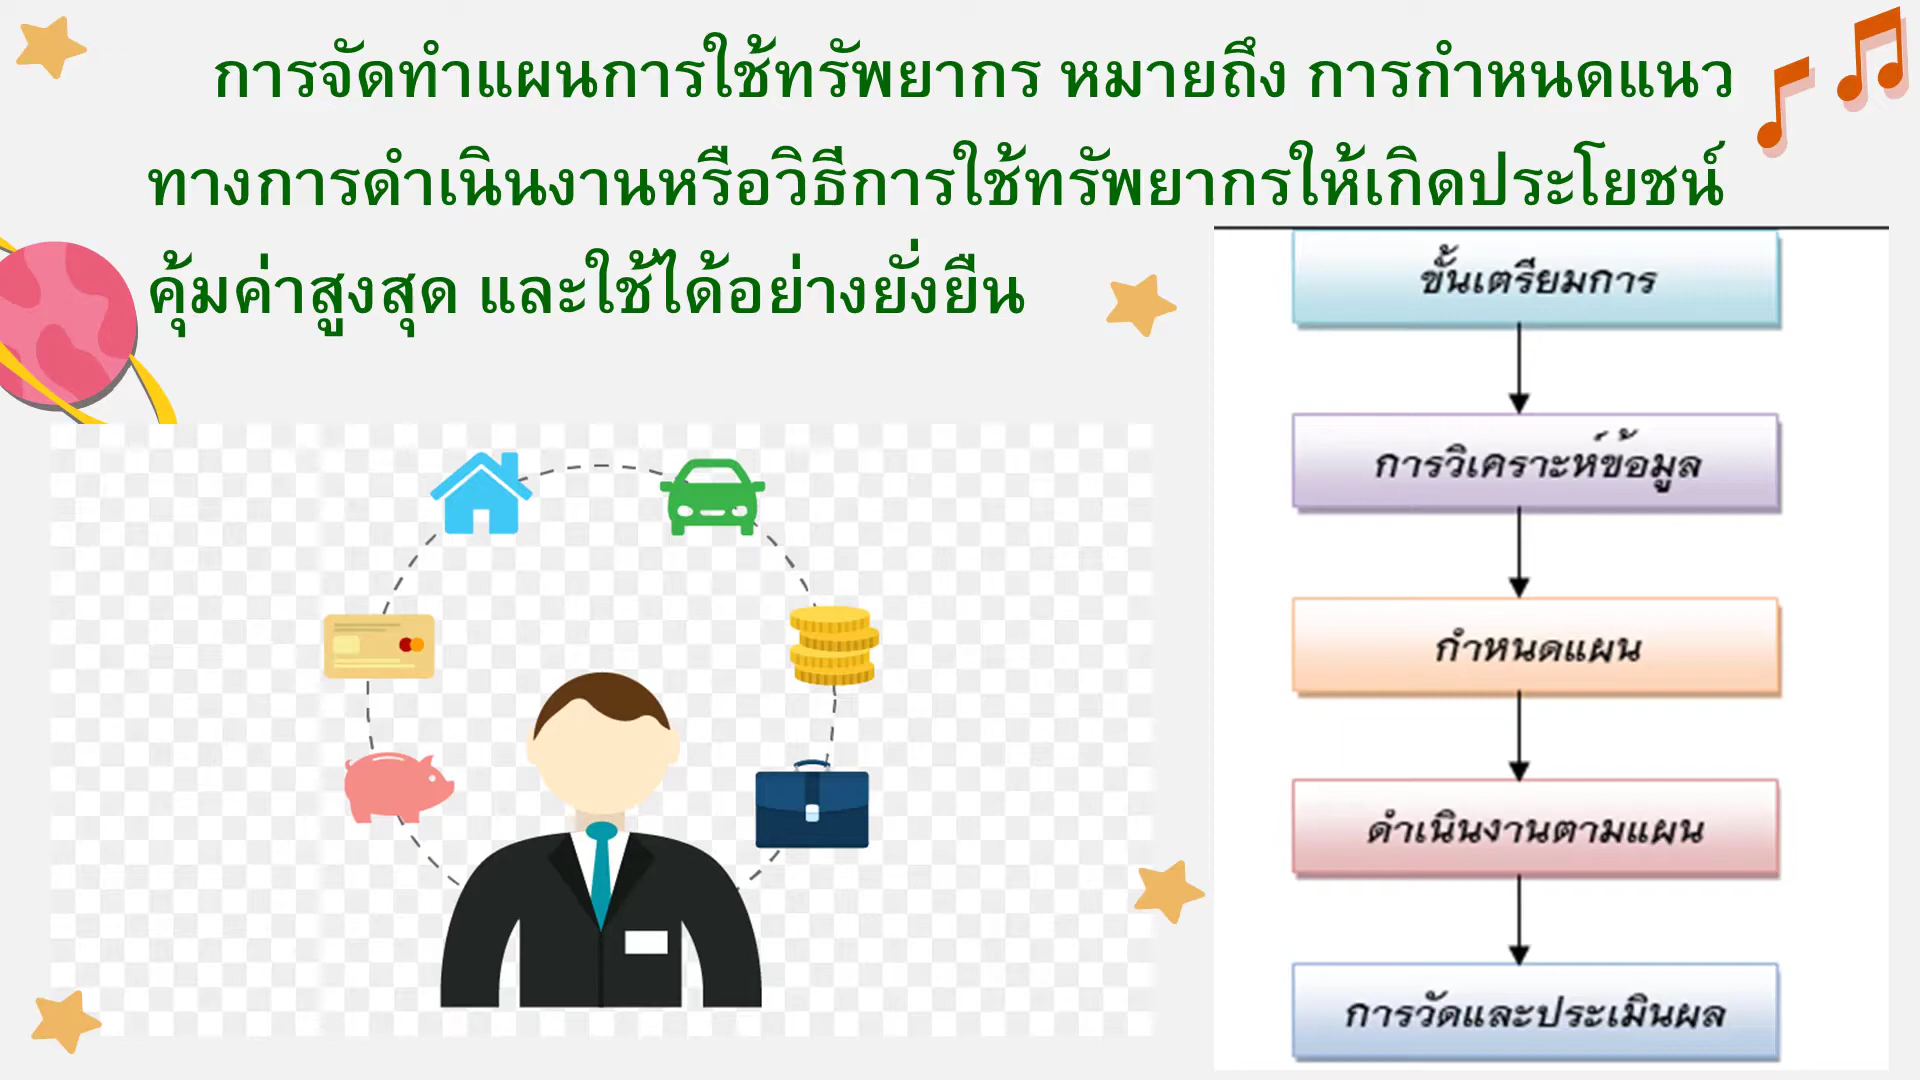 การจัดทำแผนการใช้ทรัพยากร หมายถึง การกำหนดแนว
ทางการดำเนินงานหรือวิธีการใช้ทรัพยากรให้เกิดประโยชน์
คุ้มค่าสูงสุด และใช้ได้อย่างยั่งยืน
ขั้นเตรียมการ
การวิเคราะห์ข้อมูล
กำหนดแผน
ดำเนินงานตามแผน
การวัดและประเมินผล